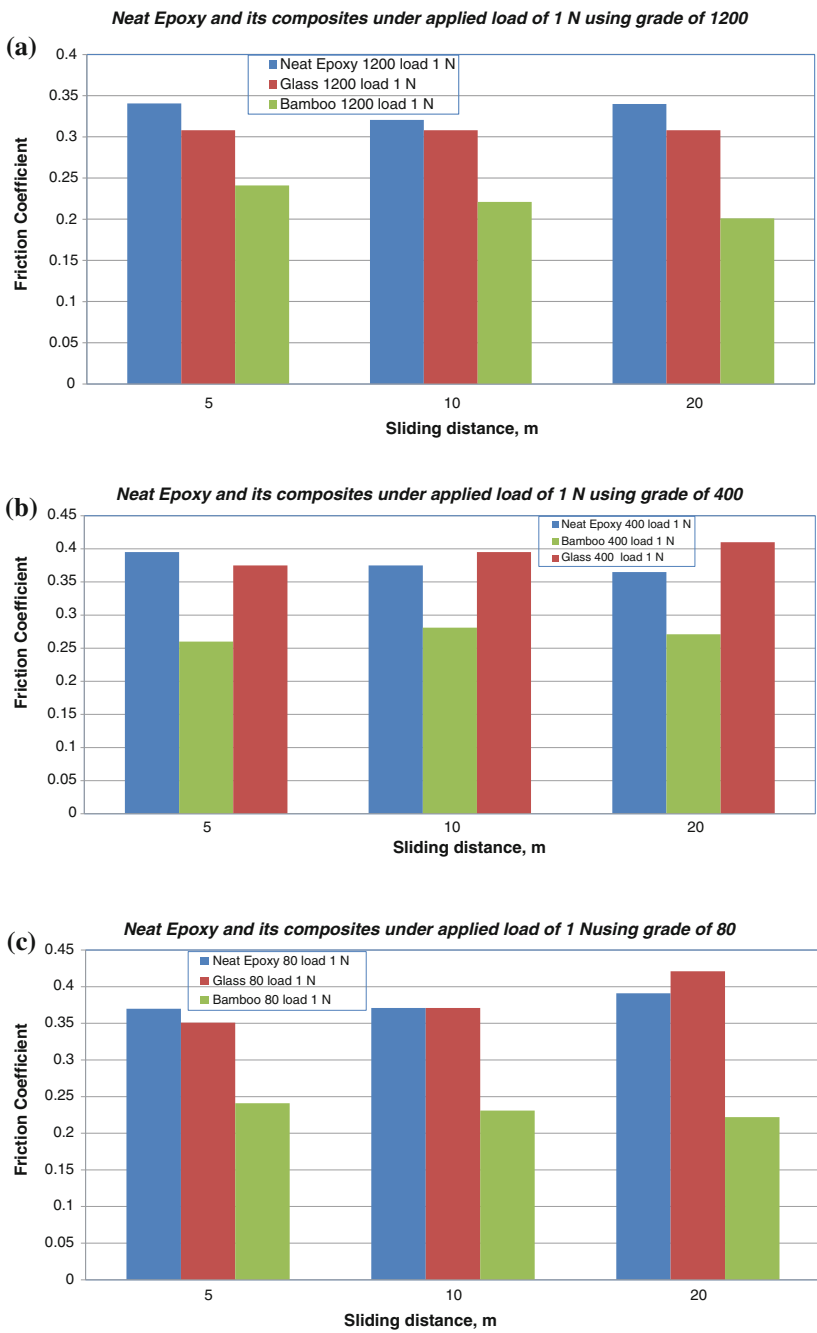 Neat Epoxy and its composites under applied load of 1 N using grade of 1200
(a)
0.4
0.35
0.3
0.25
0.2
0.15
0.1
0.05
0
Friction Coefficient
Neat Epoxy 1200 load 1 N
Glass 1200 load 1 N
Bamboo 1200 load 1 N
5 10 20
Sliding distance, m
Neat Epoxy and its composites under applied load of 1 N using grade of 400
(b)
0.45
0.4
0.35
0.3
0.25
0.2
0.15
0.1
0.05
0
Friction Coefficient
Neat Epoxy 400 load 1 N
Bamboo 400 load 1 N
Glass 400 load 1 N
5 10 20
Sliding distance, m
Neat Epoxy and its composites under applied load of 1 Nusing grade of 80
(c)
0.45
0.4
0.35
0.3
0.25
0.2
0.15
0.1
0.05
0
Friction Coefficient
Neat Epoxy 80 load 1 N
Glass 80 load 1 N
Bamboo 80 load 1 N
5 10 20
Sliding distance, m